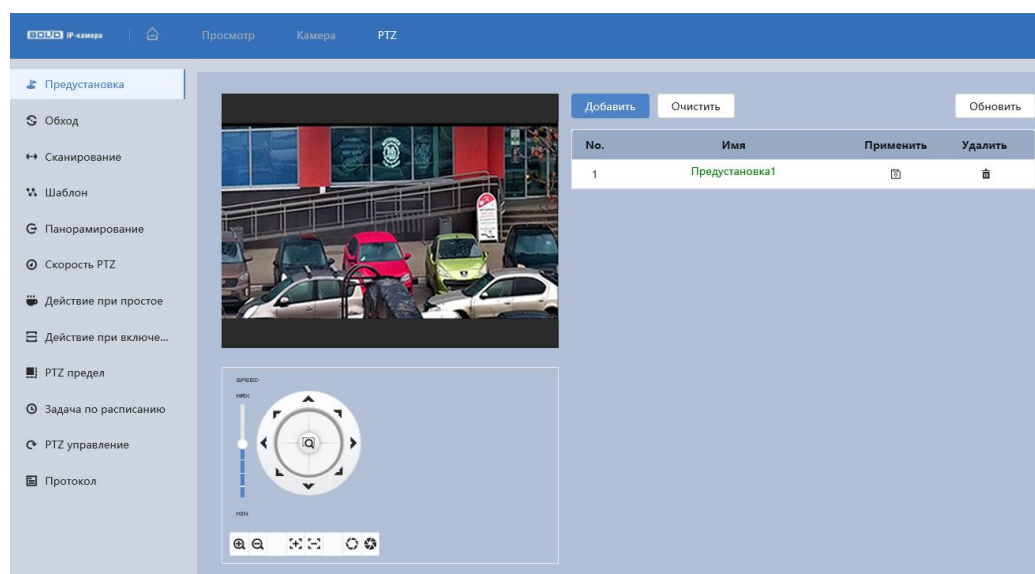 BOLID IP-камера
Просмотр
Камера
PTZ
Предустановка
Обход
Сканирование
Шаблон
Панорамирование
Скорость PTZ
Действие при простое
Действие при включе...
PTZ предел
Задача по расписанию
PTZ управление
Протокол
SPEED
MAX
MIN
Добавить
Очистить
Обновить
No. Имя Применить Удалить
1 Предустановка1